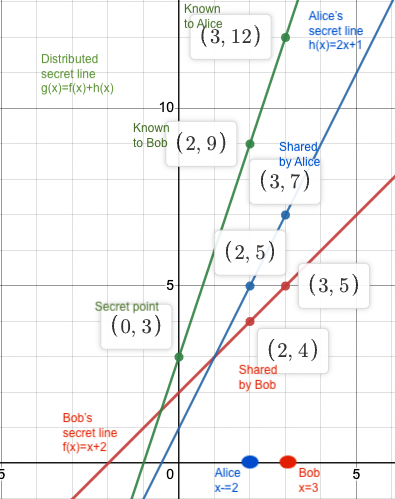 Known
to Alice
(3, 12)
Alice's
secret line
h(x)=2x+1
Distributed
secret line
g(x)=f(x)+h(x)
10
Known
to Bob
(2, 9)
Shared
by Alice
(3, 7)
(2, 5)
5
(3, 5)
Secret point
(0, 3)
(2, 4)
Shared
by Bob
Bob's
secret line
f(x)=x+2
5
0
5
Alice
x-=2
Bob
x=3